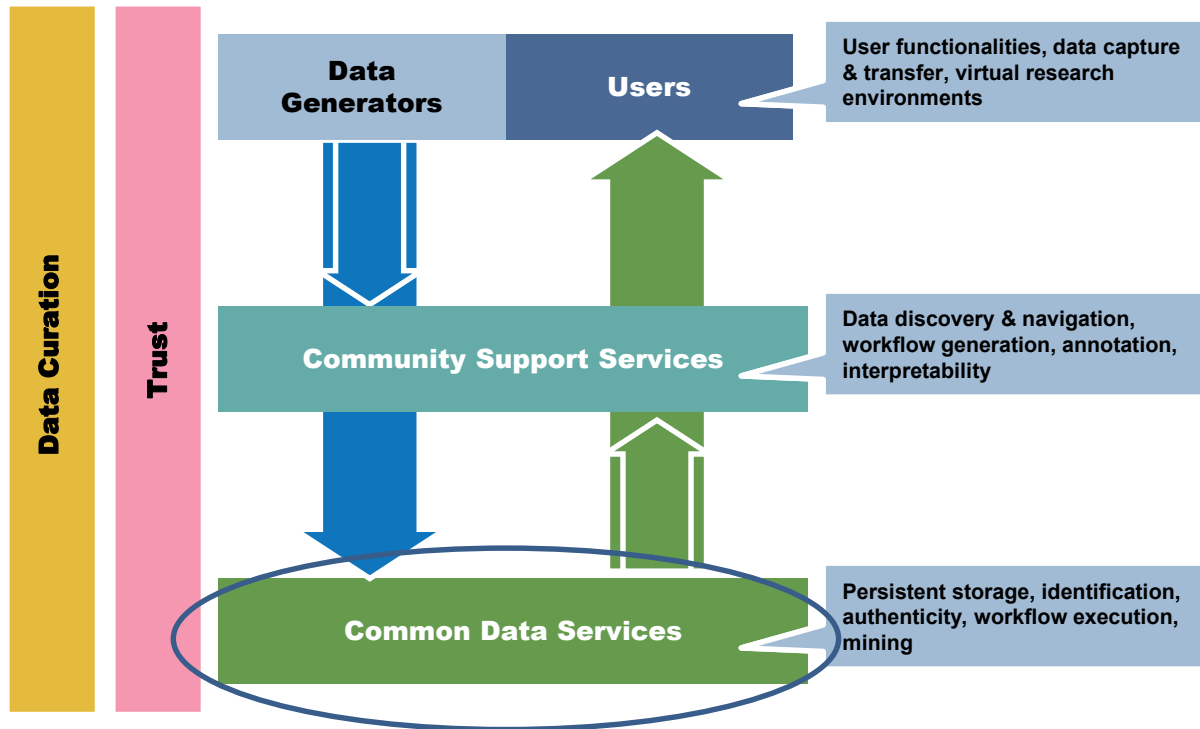 Data Curation
Trust
Data
Generators
Users
User functionalities, data capture
& transfer, virtual research
environments
Community Support Services
Data discovery & navigation,
workflow generation, annotation,
interpretability
Common Data Services
Persistent storage, identification,
authenticity, workflow execution,
mining